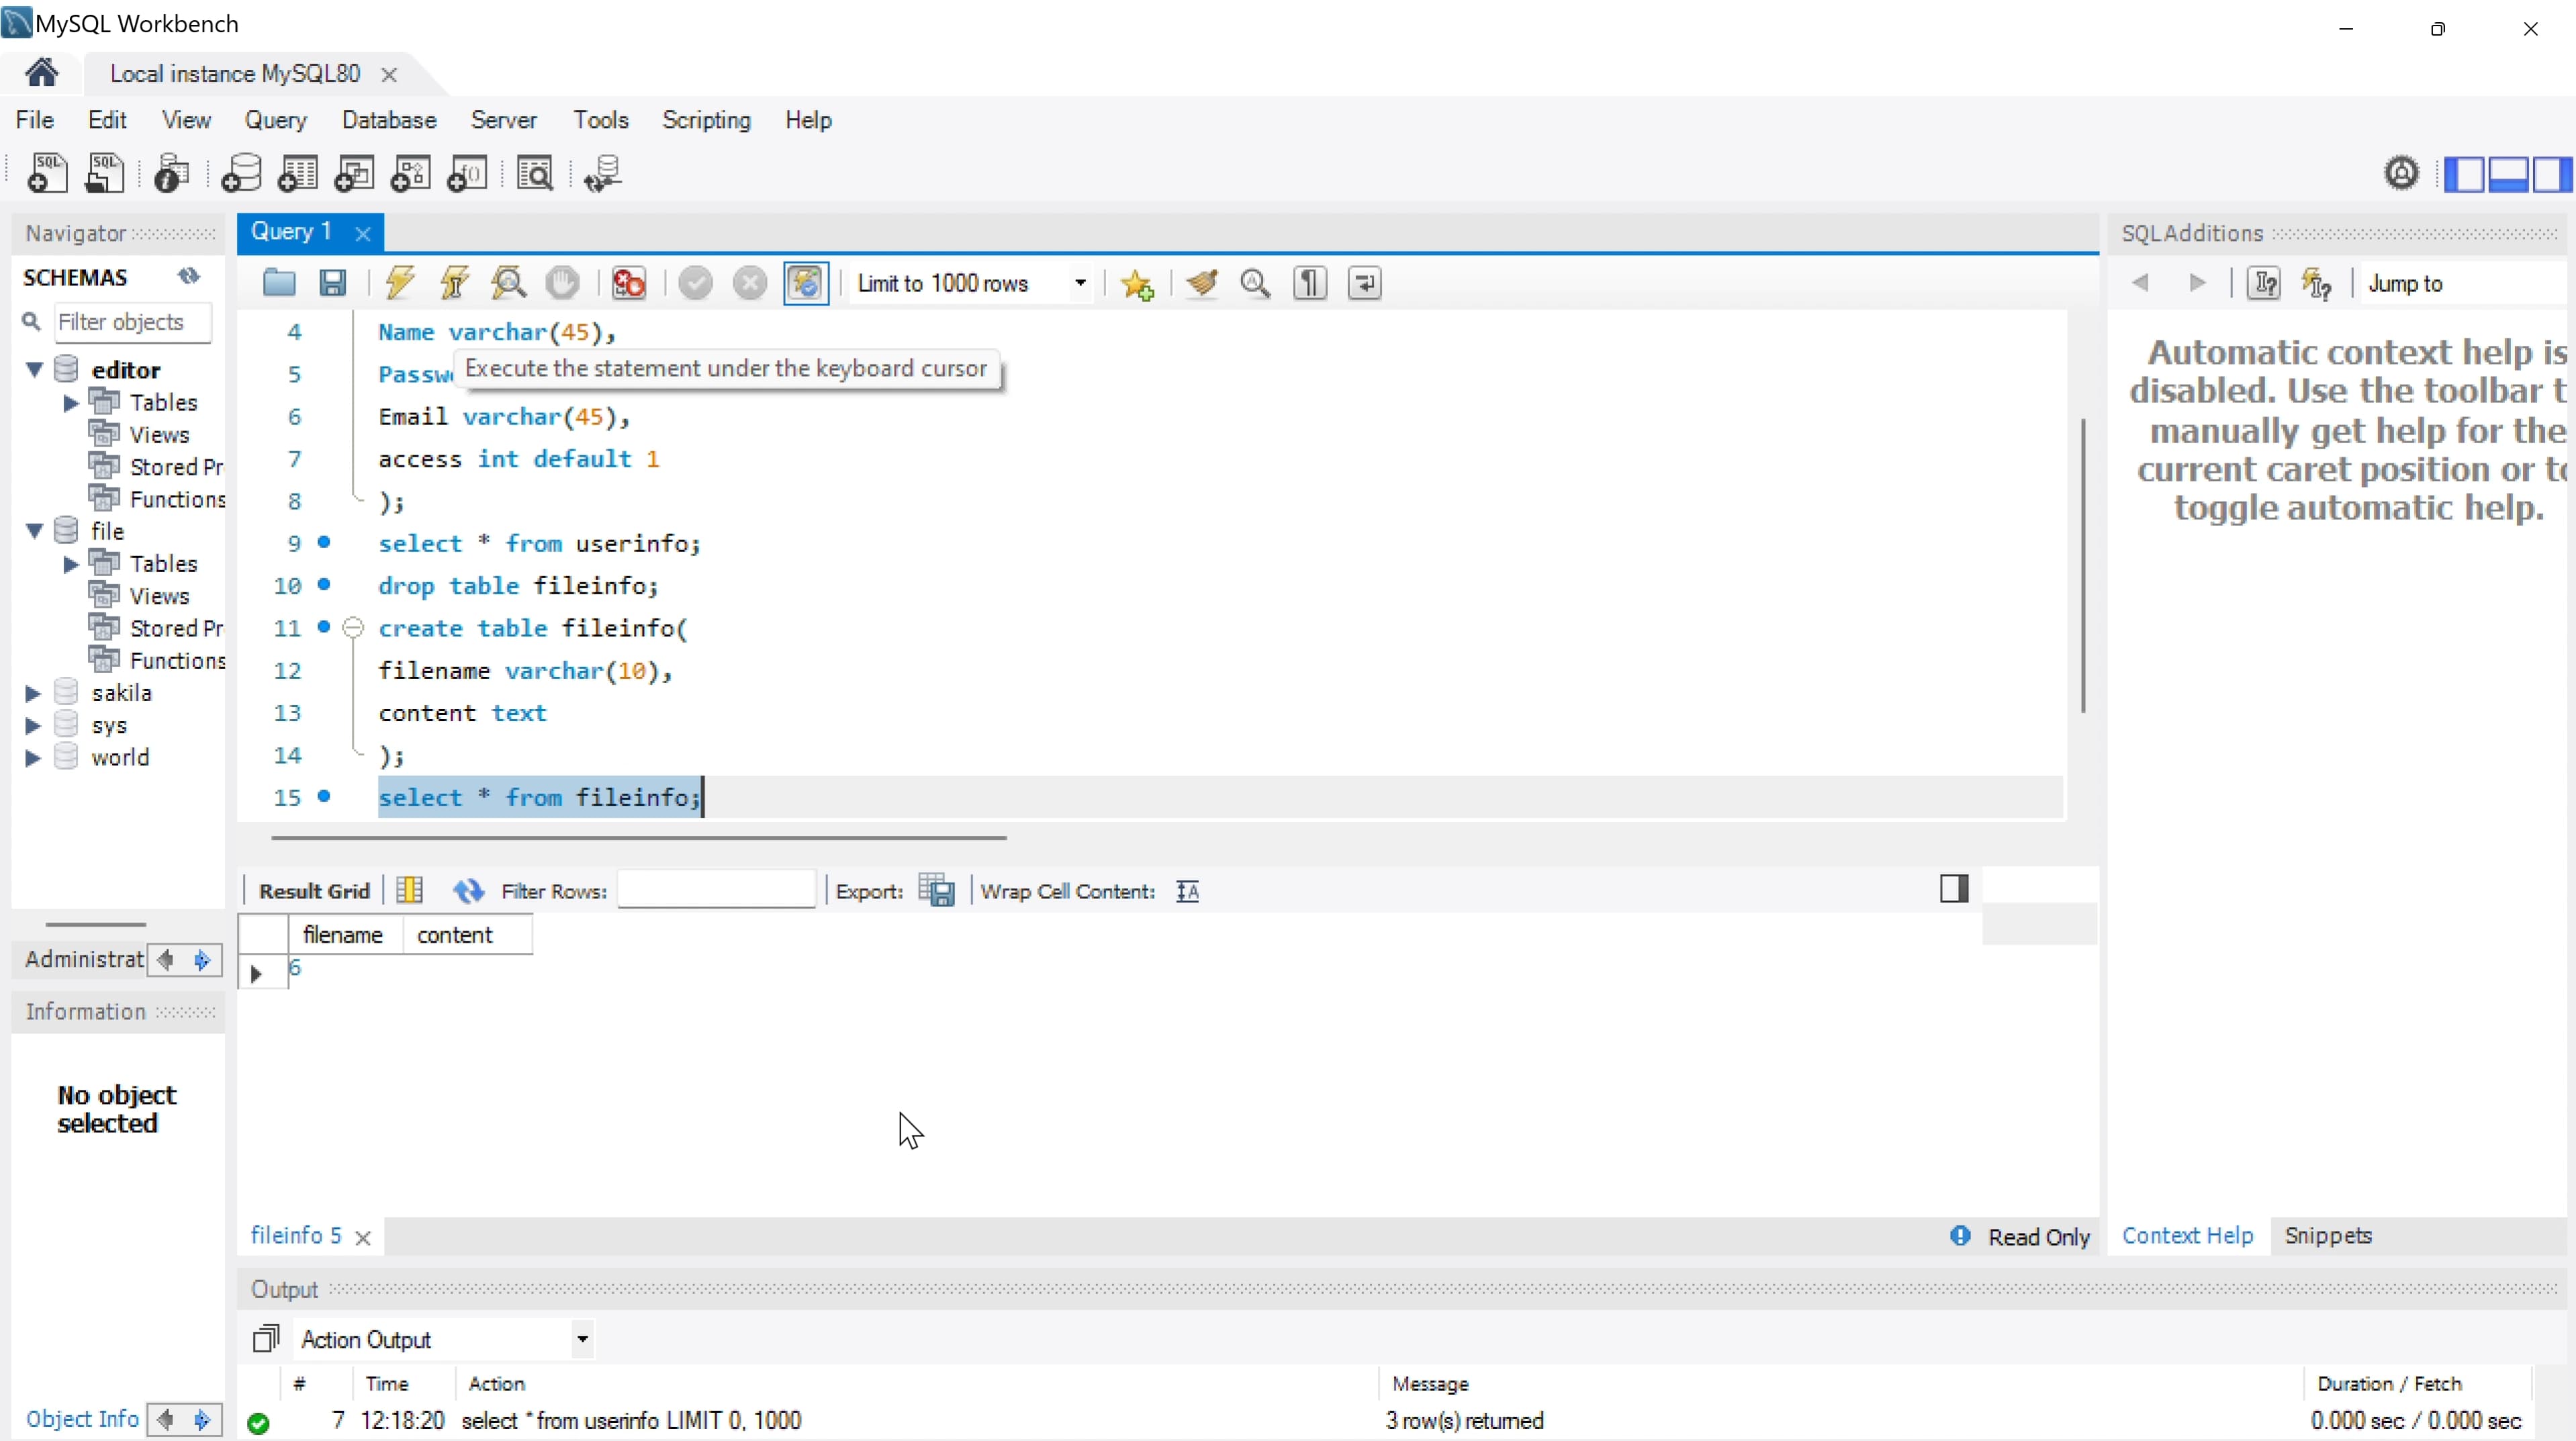 MySQL Workbench
Local instance MySQL80
File Edit View Query Database Server Tools Scripting Help
Navigator
SCHEMAS
Filter objects
editor
Tables
Views
Stored Pr
Functions
file
Tables
Views
Stored Pr
Functions
sakila
sys
world
Administrat
Information
No object
selected
Object Info
Query 1
Limit to 1000 rows
4 Name varchar(45),
5 Passw
Execute the statement under the keyboard cursor
6 Email varchar(45),
7 access int default 1
8 );
9 select * from userinfo;
10 drop table fileinfo;
11 create table fileinfo(
12 filename varchar(10),
13 content text
14 );
15 select * from fileinfo;
Result Grid Filter Rows: Export: Wrap Cell Content:
filename content
6
fileinfo 5
Read Only
SQLAdditions
Jump to
Automatic context help is
disabled. Use the toolbar t
manually get help for the
current caret position or to
toggle automatic help.
Context Help Snippets
Output
Action Output
# Time Action Message Duration / Fetch
7 12:18:20 select * from userinfo LIMIT 0, 1000 3 row(s) returned 0.000 sec / 0.000 sec